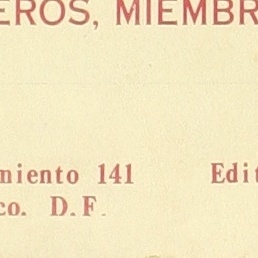 EROS, MIEMBR
miento 141 Edit
co. D.F.